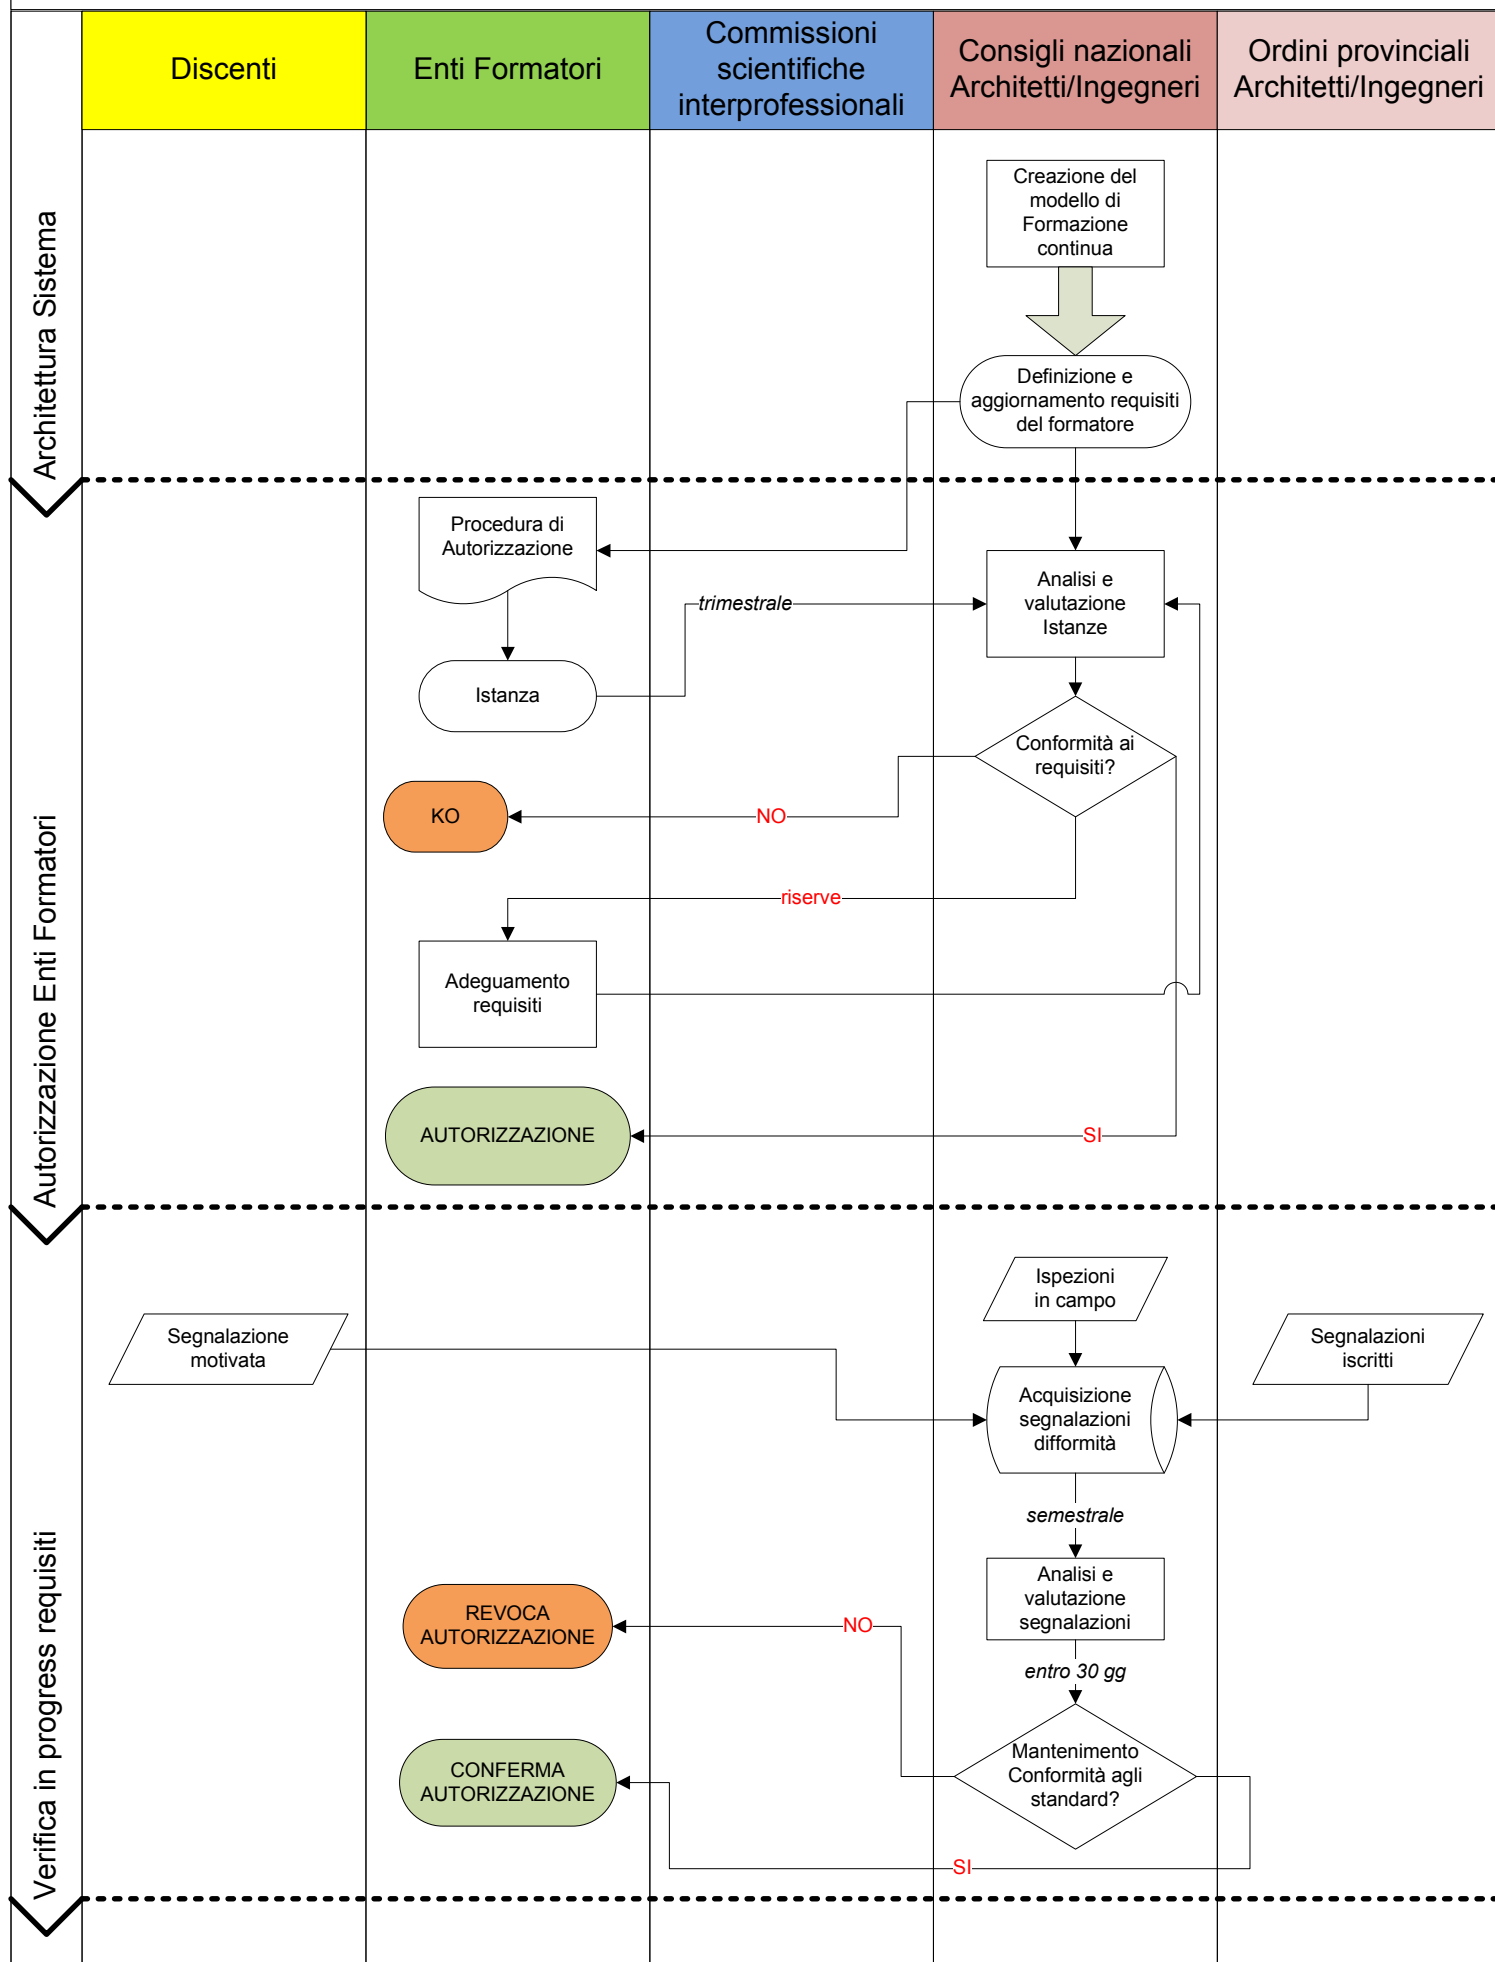 Discenti
Enti Formatori
Commissioni
scientifiche
interprofessionali
Consigli nazionali
Architetti/Ingegneri
Ordini provinciali
Architetti/Ingegneri
Architettura Sistema
Creazione del
modello di
Formazione
continua
Definizione e
aggiornamento requisiti
del formatore
Autorizzazione Enti Formatori
Procedura di
Autorizzazione
Analisi e
valutazione
Istanze
trimestrale
Istanza
Conformità ai
requisiti?
KO
NO
riserve
Adeguamento
requisiti
AUTORIZZAZIONE
SI
Verifica in progress requisiti
Ispezioni
in campo
Segnalazione
motivata
Segnalazioni
iscritti
Acquisizione
segnalazioni
difformità
semestrale
Analisi e
valutazione
segnalazioni
REVOCA
AUTORIZZAZIONE
NO
entro 30 gg
Mantenimento
Conformità agli
standard?
CONFERMA
AUTORIZZAZIONE
SI